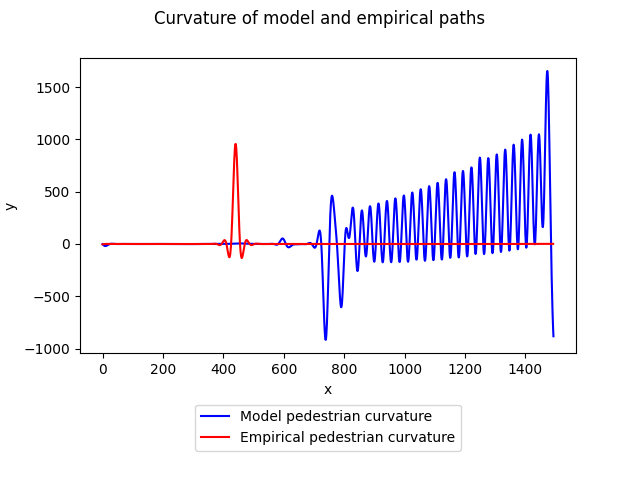 Curvature of model and empirical paths
1500
1000
500
0
−500
−1000
y
0 200 400 600 800 1000 1200 1400
x
Model pedestrian curvature
Empirical pedestrian curvature